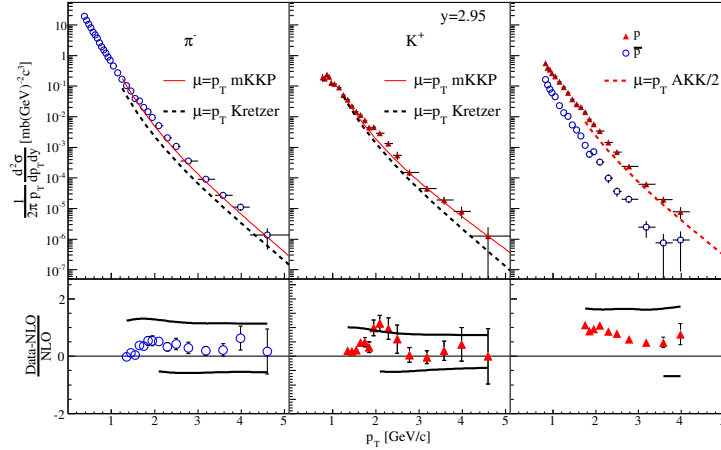 10
1
10⁻¹
10⁻²
10⁻³
10⁻⁴
10⁻⁵
10⁻⁶
10⁻⁷
1/2π 1/p_T d²σ/dp_Tdy [mb(GeV)⁻²c³]
π⁻
μ=p_T mKKP
μ=p_T Kretzer
y=2.95
K⁺
μ=p_T mKKP
μ=p_T Kretzer
p
p̅
μ=p_T AKK/2
Data-NLO/NLO
2
0
-2
1 2 3 4 5
1 2 3 4 5
1 2 3 4 5
p_T [GeV/c]